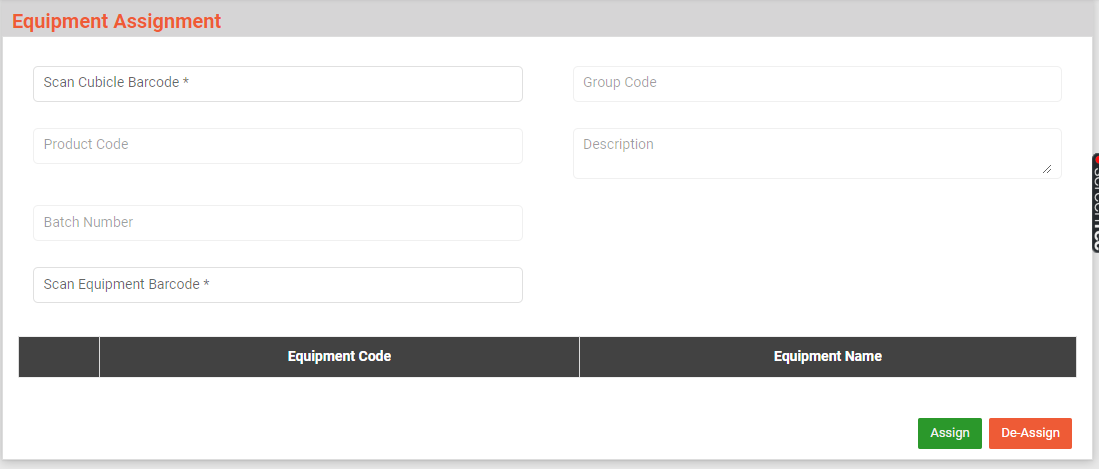 Equipment Assignment
Scan Cubicle Barcode *
Group Code
Product Code
Description
Batch Number
Scan Equipment Barcode *
Equipment Code
Equipment Name
Assign
De-Assign